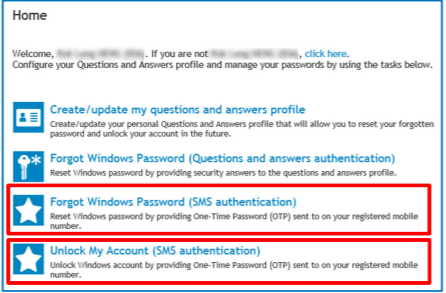 Home
Welcome, . If you are not , click here.
Configure your Questions and Answers profile and manage your passwords by using the tasks below.
Create/update my questions and answers profile
Create/update your personal Questions and Answers profile that will allow you to reset your forgotten
password and unlock your account in the future.
Forgot Windows Password (Questions and answers authentication)
Reset Windows password by providing security answers to the questions and answers profile.
Forgot Windows Password (SMS authentication)
Reset Windows password by providing One-Time Password (OTP) sent to on your registered mobile
number.
Unlock My Account (SMS authentication)
Unlock Windows account by providing One-Time Password (OTP) sent to on your registered mobile
number.